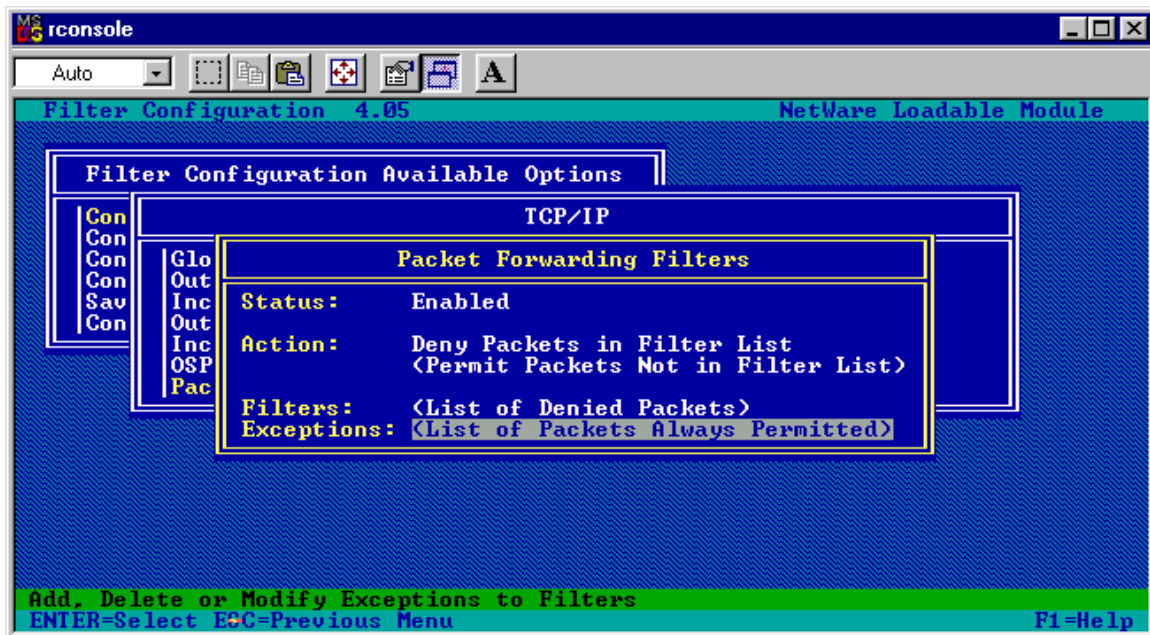 MS DOS rconsole
Auto
A
Filter Configuration 4.05 NetWare Loadable Module
Filter Configuration Available Options
TCP/IP
Packet Forwarding Filters
Con
Con
Con
Con
Sav
Con
Glo
Out
Inc
Out
Inc
OSP
Pac
Status: Enabled
Action: Deny Packets in Filter List
(Permit Packets Not in Filter List)
Filters: (List of Denied Packets)
Exceptions: (List of Packets Always Permitted)
Add, Delete or Modify Exceptions to Filters
ENTER=Select ESC=Previous Menu F1=Help